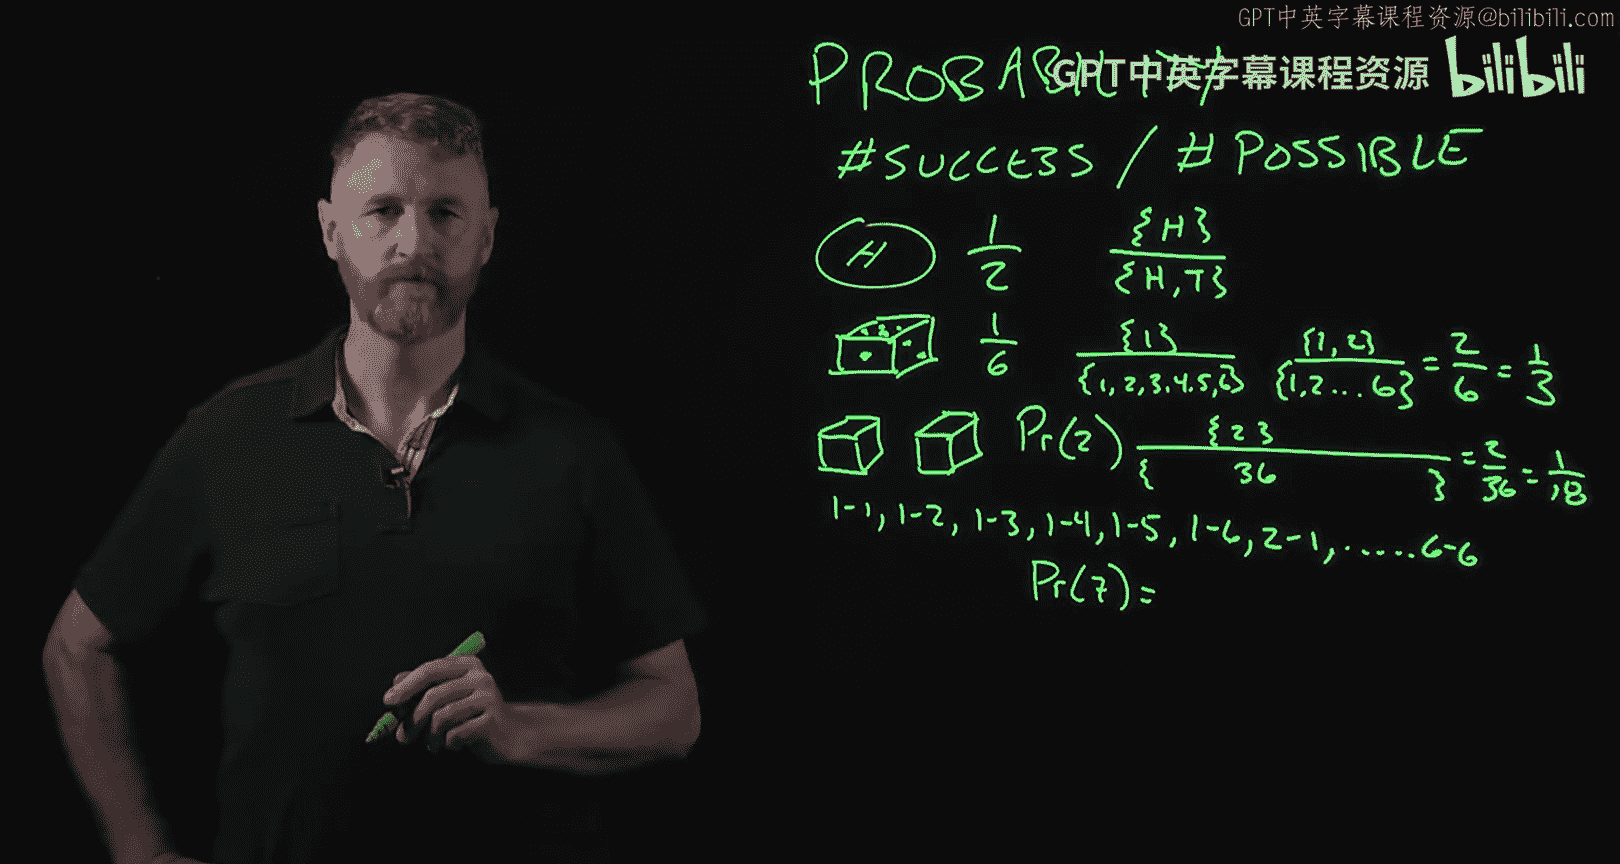 GPT中英字幕课程资源@bilibili.com
PROBABILITY
GPT中英字幕课程资源 bilibili
#SUCCESS / #POSSIBLE
H 1/2 {H}/{H,T}
1/6 {1}/{1,2,3,4,5,6} {1,2}/{1,2...6} = 2/6 = 1/3
Pr(2) {2}/{ 36 } = 2/36 = 1/18
1-1, 1-2, 1-3, 1-4, 1-5, 1-6, 2-1, ..... 6-6
Pr(7) =